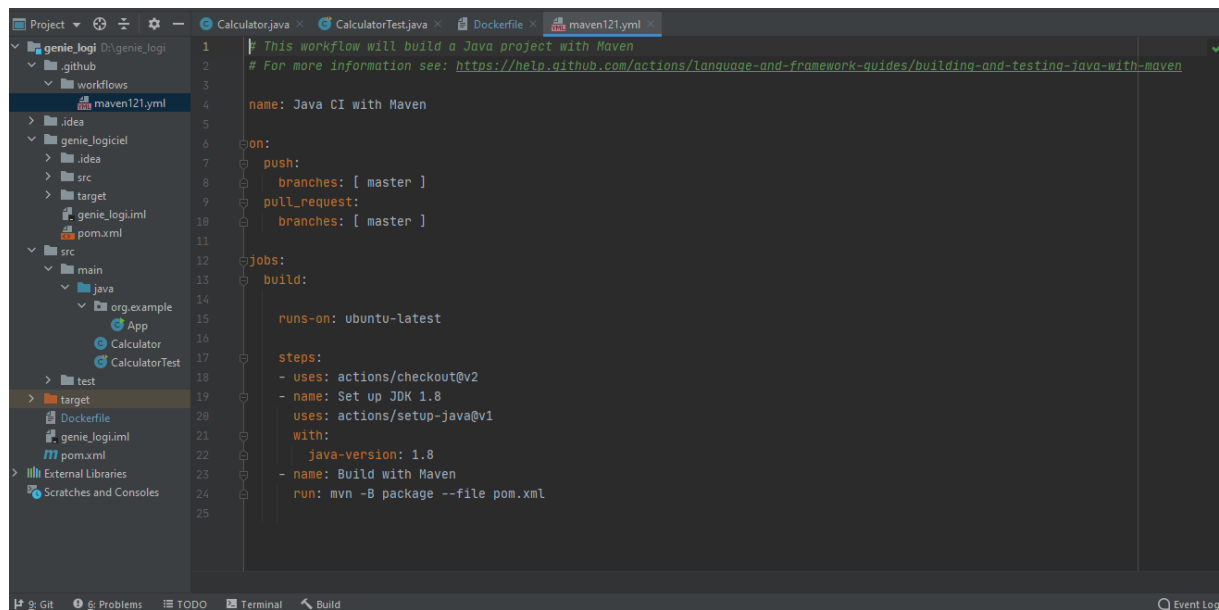 Project
Calculator.java
CalculatorTest.java
Dockerfile
maven121.yml
genie_logi D:\genie_logi
.github
workflows
maven121.yml
.idea
genie_logiciel
.idea
src
target
genie_logi.iml
pom.xml
src
main
java
org.example
App
Calculator
CalculatorTest
test
target
Dockerfile
genie_logi.iml
pom.xml
External Libraries
Scratches and Consoles
1 # This workflow will build a Java project with Maven
2 # For more information see: https://help.github.com/actions/language-and-framework-guides/building-and-testing-java-with-maven
3
4 name: Java CI with Maven
5
6 on:
7   push:
8     branches: [ master ]
9   pull_request:
10     branches: [ master ]
11
12 jobs:
13   build:
14
15     runs-on: ubuntu-latest
16
17     steps:
18     - uses: actions/checkout@v2
19     - name: Set up JDK 1.8
20       uses: actions/setup-java@v1
21       with:
22         java-version: 1.8
23     - name: Build with Maven
24       run: mvn -B package --file pom.xml
25
9: Git
6: Problems
TODO
Terminal
Build
Event Log